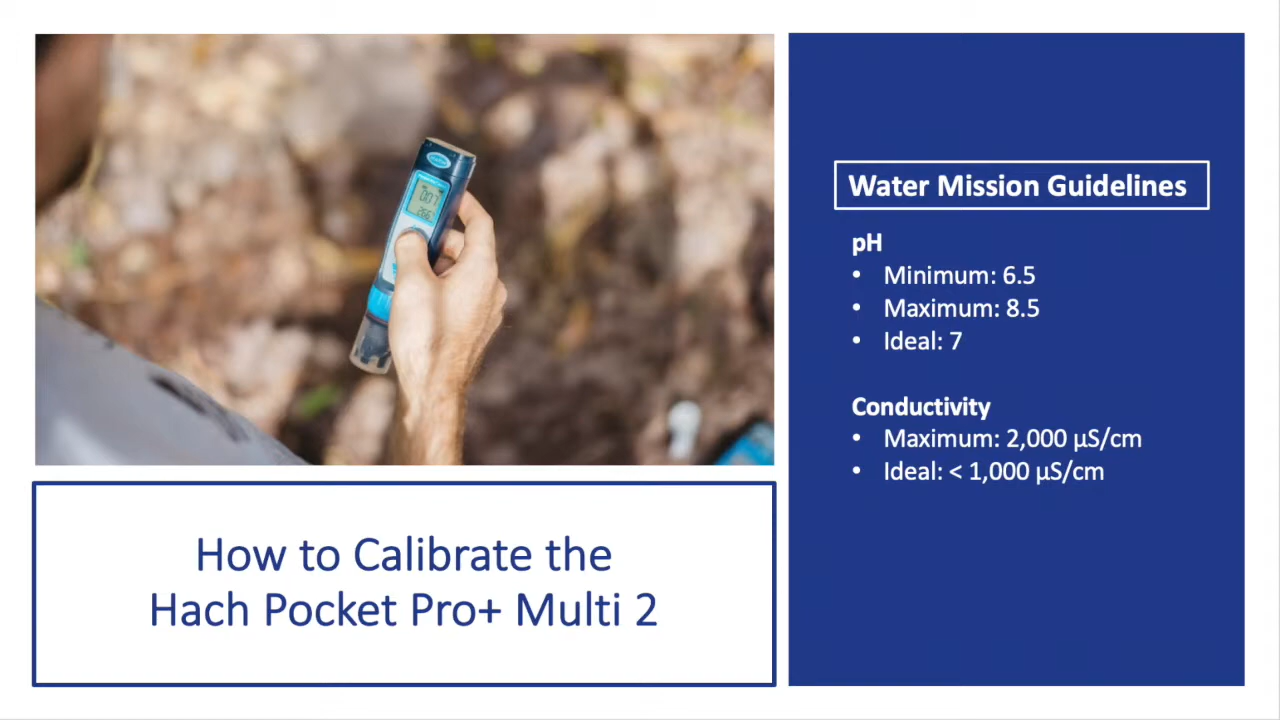 How to Calibrate the
Hach Pocket Pro+ Multi 2
Water Mission Guidelines
pH
• Minimum: 6.5
• Maximum: 8.5
• Ideal: 7
Conductivity
• Maximum: 2,000 µS/cm
• Ideal: < 1,000 µS/cm